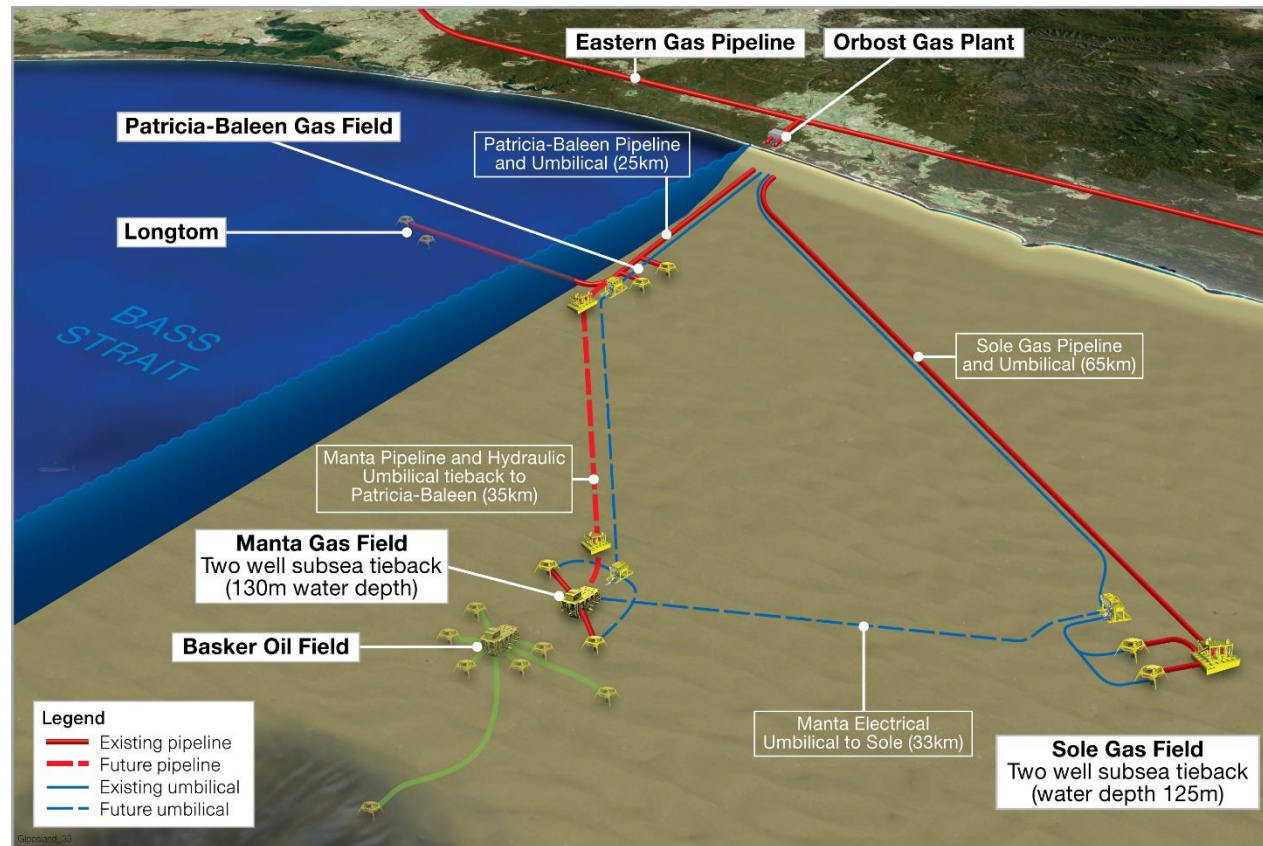 Eastern Gas Pipeline
Orbost Gas Plant
Patricia-Baleen Gas Field
Patricia-Baleen Pipeline
and Umbilical (25km)
Longtom
BASS
STRAIT
Sole Gas Pipeline
and Umbilical (65km)
Manta Pipeline and Hydraulic
Umbilical tieback to
Patricia-Baleen (35km)
Manta Gas Field
Two well subsea tieback
(130m water depth)
Basker Oil Field
Manta Electrical
Umbilical to Sole (33km)
Sole Gas Field
Two well subsea tieback
(water depth 125m)
Legend
Existing pipeline
Future pipeline
Existing umbilical
Future umbilical
Gippsland_33